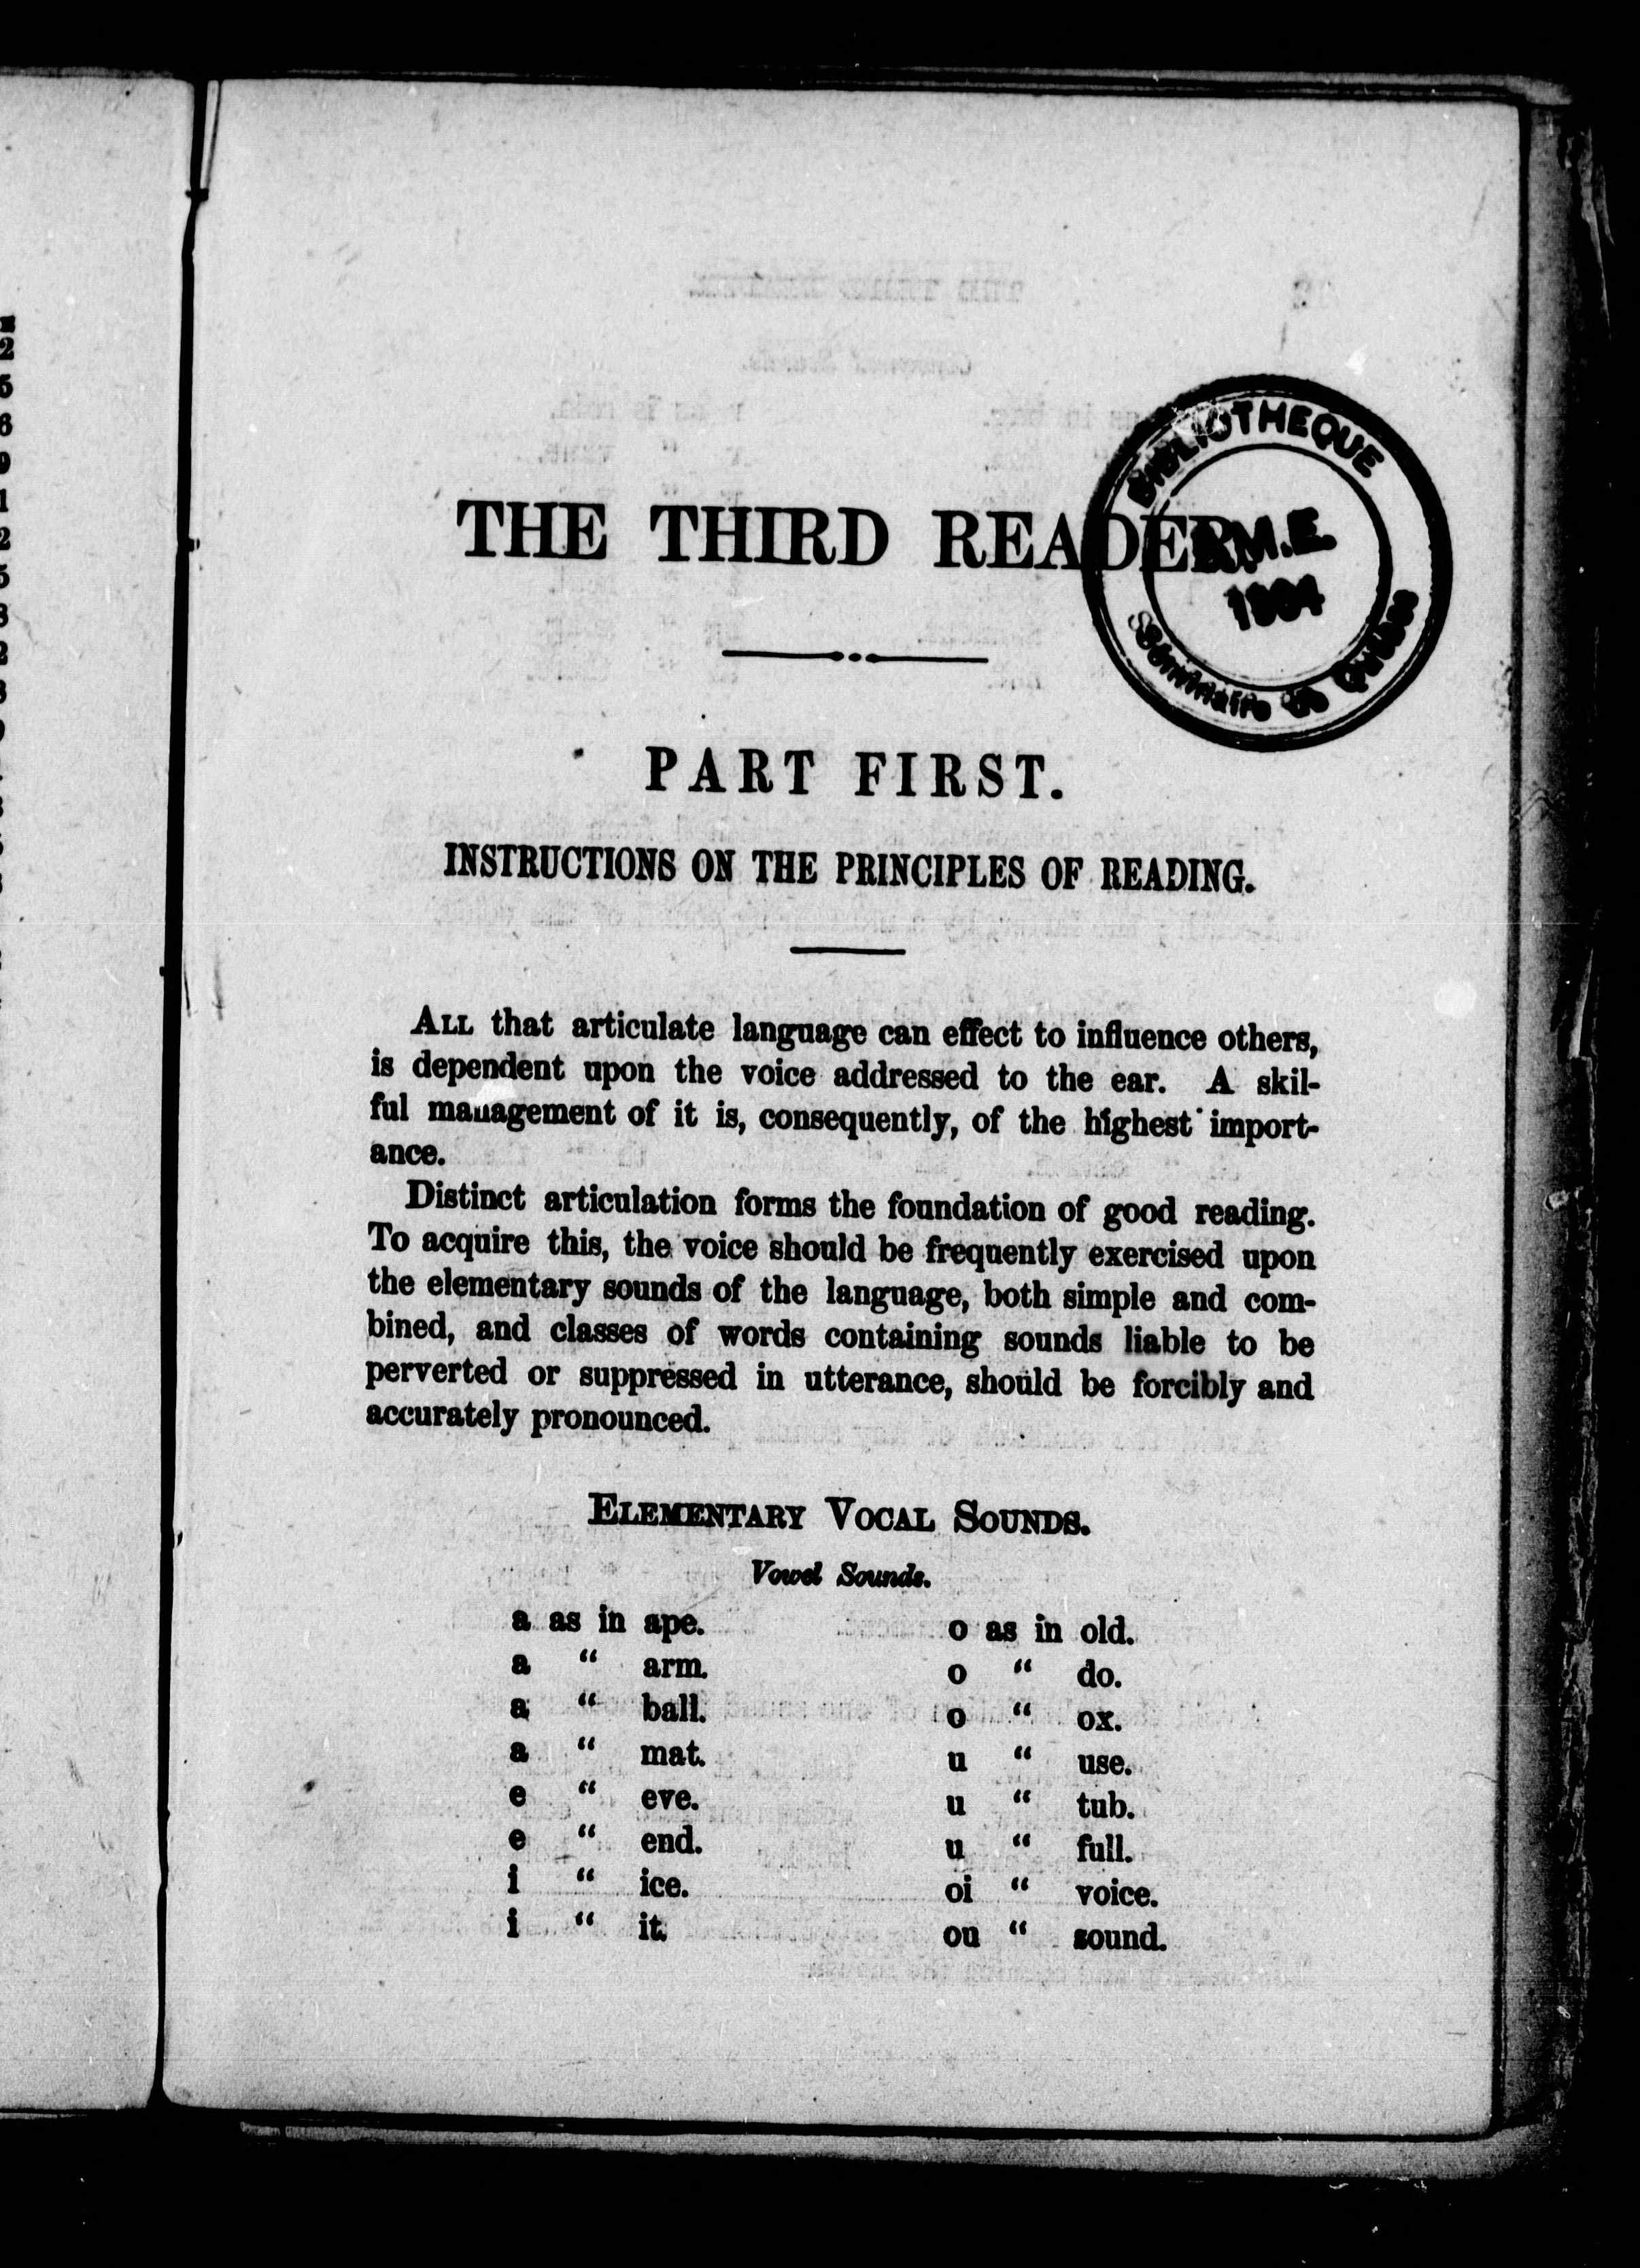 THE THIRD READER.
BIBLIOTHEQUE
M.E.
Séminaire de Québec
PART FIRST.
INSTRUCTIONS ON THE PRINCIPLES OF READING.
ALL that articulate language can effect to influence others,
is dependent upon the voice addressed to the ear. A skil-
ful management of it is, consequently, of the highest import-
ance.
Distinct articulation forms the foundation of good reading.
To acquire this, the voice should be frequently exercised upon
the elementary sounds of the language, both simple and com-
bined, and classes of words containing sounds liable to be
perverted or suppressed in utterance, should be forcibly and
accurately pronounced.
ELEMENTARY VOCAL SOUNDS.
Vowel Sounds.
a as in ape.
a “ arm.
a “ ball.
a “ mat.
e “ eve.
e “ end.
i “ ice.
i “ it.
o as in old.
o “ do.
o “ ox.
u “ use.
u “ tub.
u “ full.
oi “ voice.
ou “ sound.